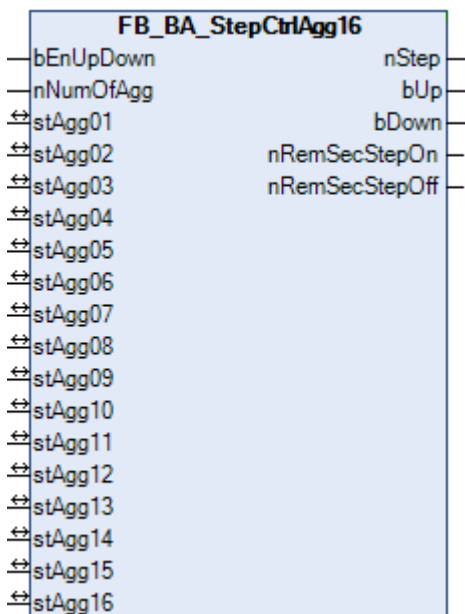 FB_BA_StepCtrlAgg16
bEnUpDown nStep
nNumOfAgg bUp
stAgg01 bDown
stAgg02 nRemSecStepOn
stAgg03 nRemSecStepOff
stAgg04
stAgg05
stAgg06
stAgg07
stAgg08
stAgg09
stAgg10
stAgg11
stAgg12
stAgg13
stAgg14
stAgg15
stAgg16